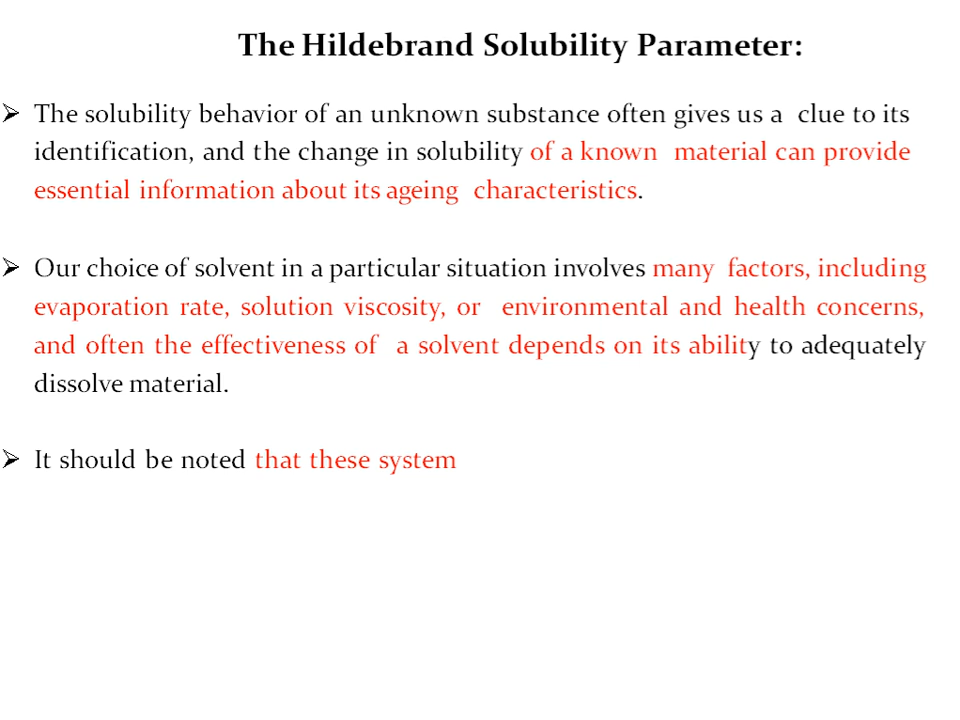 The Hildebrand Solubility Parameter:
➢ The solubility behavior of an unknown substance often gives us a clue to its
identification, and the change in solubility of a known material can provide
essential information about its ageing characteristics.
➢ Our choice of solvent in a particular situation involves many factors, including
evaporation rate, solution viscosity, or environmental and health concerns,
and often the effectiveness of a solvent depends on its ability to adequately
dissolve material.
➢ It should be noted that these system